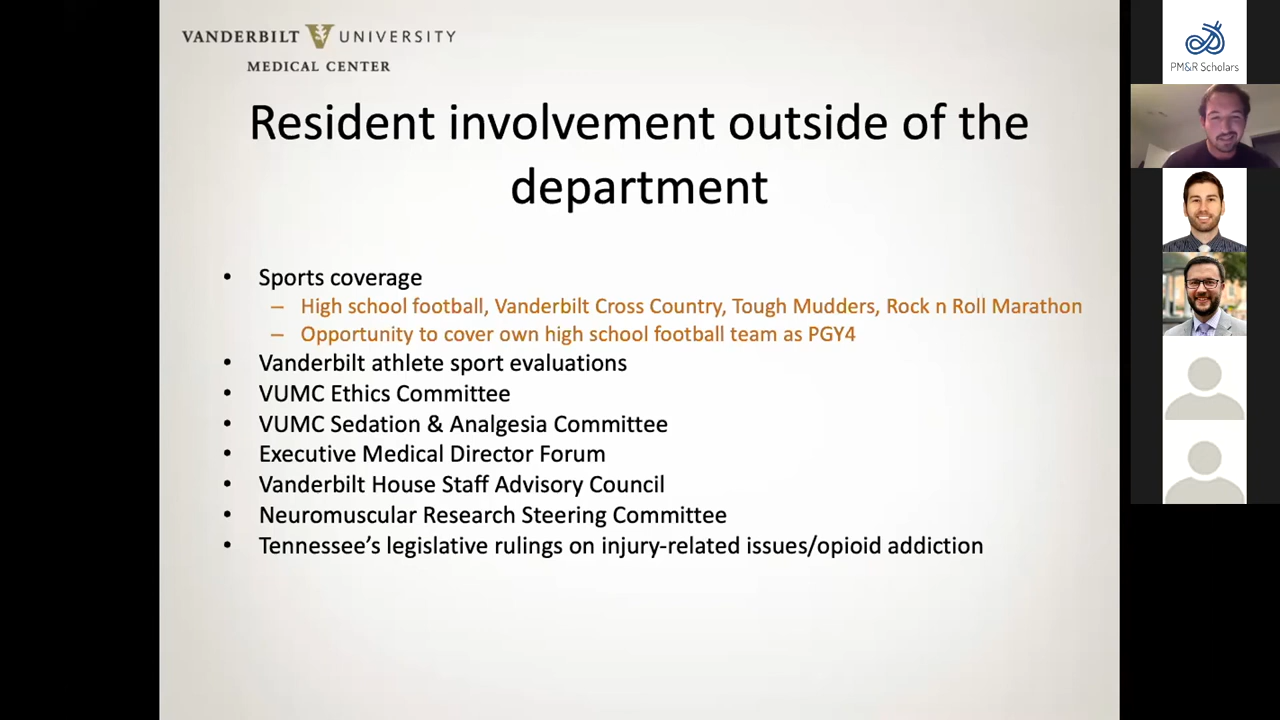 VANDERBILT UNIVERSITY
MEDICAL CENTER
Resident involvement outside of the
department
• Sports coverage
– High school football, Vanderbilt Cross Country, Tough Mudders, Rock n Roll Marathon
– Opportunity to cover own high school football team as PGY4
• Vanderbilt athlete sport evaluations
• VUMC Ethics Committee
• VUMC Sedation & Analgesia Committee
• Executive Medical Director Forum
• Vanderbilt House Staff Advisory Council
• Neuromuscular Research Steering Committee
• Tennessee’s legislative rulings on injury-related issues/opioid addiction
PM&R Scholars